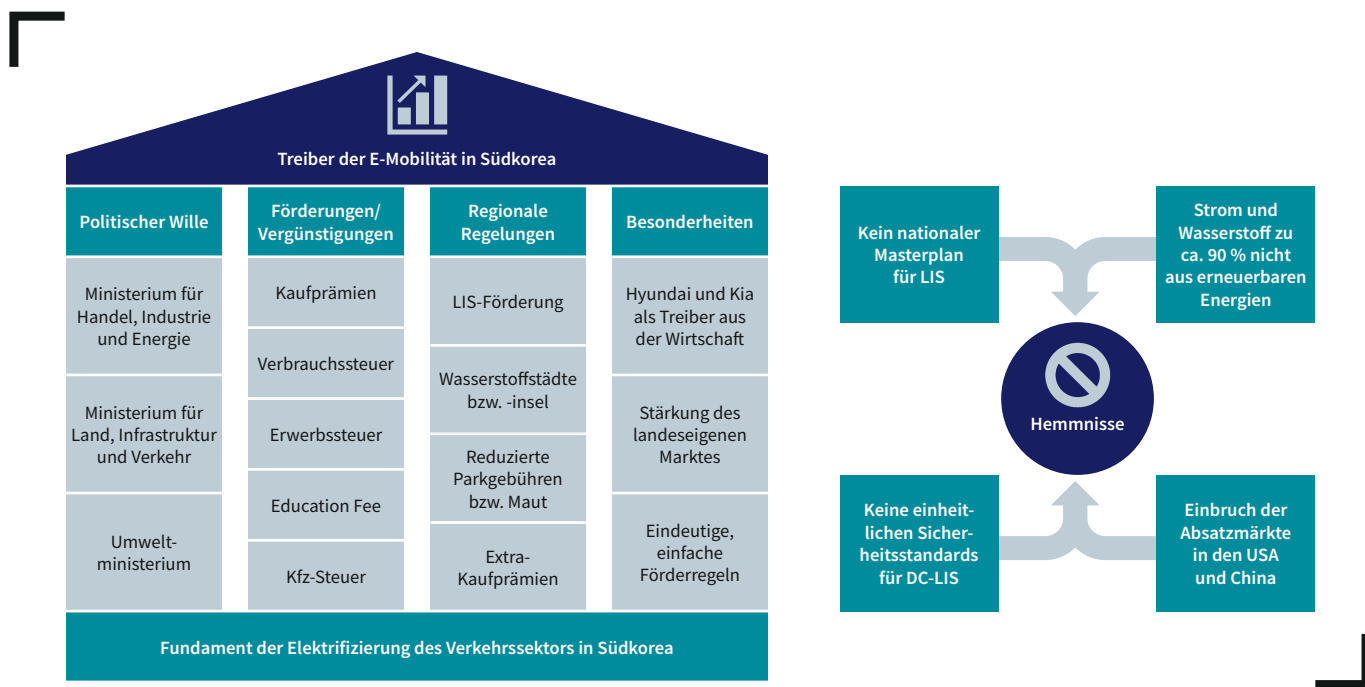 Treiber der E-Mobilität in Südkorea
Politischer Wille
Ministerium für
Handel, Industrie
und Energie
Ministerium für
Land, Infrastruktur
und Verkehr
Umwelt-
ministerium
Förderungen/
Vergünstigungen
Kaufprämien
Verbrauchssteuer
Erwerbssteuer
Education Fee
Kfz-Steuer
Regionale
Regelungen
LIS-Förderung
Wasserstoffstädte
bzw. -insel
Reduzierte
Parkgebühren
bzw. Maut
Extra-
Kaufprämien
Besonderheiten
Hyundai und Kia
als Treiber aus
der Wirtschaft
Stärkung des
landeseigenen
Marktes
Eindeutige,
einfache
Förderregeln
Fundament der Elektrifizierung des Verkehrssektors in Südkorea
Kein nationaler
Masterplan
für LIS
Strom und
Wasserstoff zu
ca. 90 % nicht
aus erneuerbaren
Energien
Hemmnisse
Keine einheit-
lichen Sicher-
heitsstandards
für DC-LIS
Einbruch der
Absatzmärkte
in den USA
und China